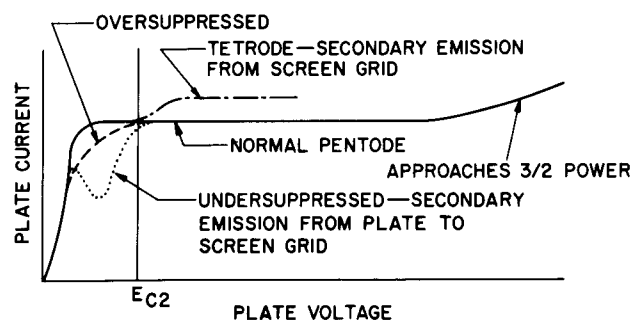 OVERSUPPRESSED
TETRODE—SECONDARY EMISSION
FROM SCREEN GRID
PLATE CURRENT
NORMAL PENTODE
APPROACHES 3/2 POWER
UNDERSUPPRESSED—SECONDARY
EMISSION FROM PLATE TO
SCREEN GRID
EC2
PLATE VOLTAGE